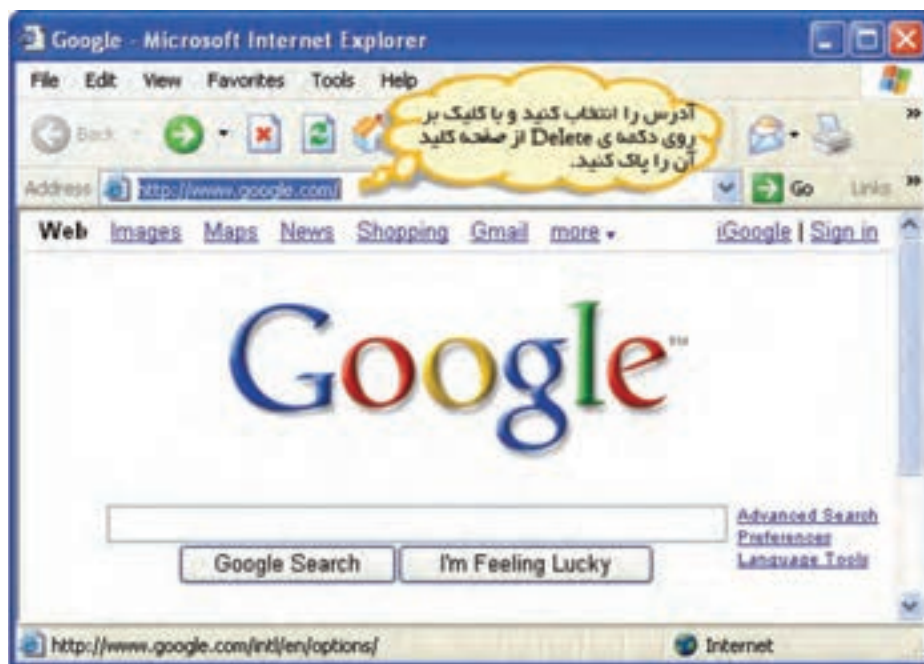 Google - Microsoft Internet Explorer
File Edit View Favorites Tools Help
آدرس را انتخاب کنید و با کلیک بر
روی دکمه ی Delete از صفحه کلید
آن را پاک کنید.
Back
Address http://www.google.com/ Go Links
Web Images Maps News Shopping Gmail more iGoogle | Sign in
Google™
Advanced Search
Preferences
Language Tools
Google Search I'm Feeling Lucky
http://www.google.com/intl/en/options/ Internet